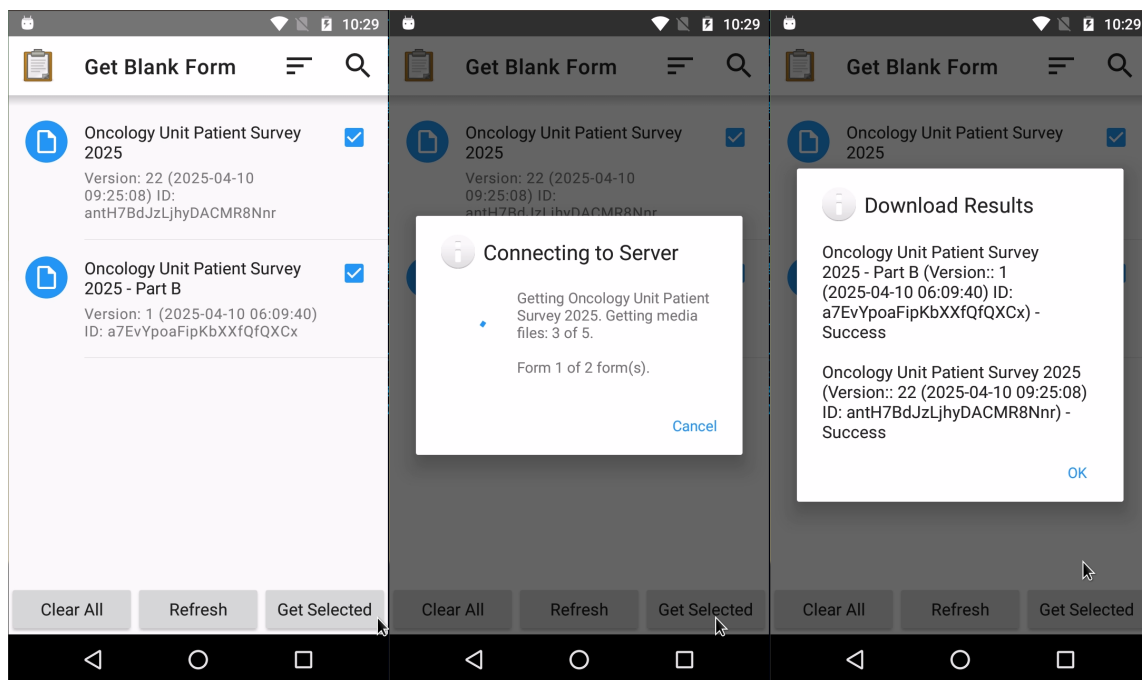 10:29
Get Blank Form
Oncology Unit Patient Survey
2025
Version: 22 (2025-04-10
09:25:08) ID:
antH7BdJzLjhyDACMR8Nnr
Oncology Unit Patient Survey
2025 - Part B
Version: 1 (2025-04-10 06:09:40)
ID: a7EvYpoaFipKbXXfQfQXCx
Clear All
Refresh
Get Selected
10:29
Get Blank Form
Oncology Unit Patient Survey
2025
Version: 22 (2025-04-10
09:25:08) ID:
antH7BdJzLjhyDACMR8Nnr
Connecting to Server
Getting Oncology Unit Patient
Survey 2025. Getting media
files: 3 of 5.
Form 1 of 2 form(s).
Cancel
Clear All
Refresh
Get Selected
10:29
Get Blank Form
Oncology Unit Patient Survey
2025
Download Results
Oncology Unit Patient Survey
2025 - Part B (Version:: 1
(2025-04-10 06:09:40) ID:
a7EvYpoaFipKbXXfQfQXCx) -
Success
Oncology Unit Patient Survey 2025
(Version:: 22 (2025-04-10 09:25:08)
ID: antH7BdJzLjhyDACMR8Nnr) -
Success
OK
Clear All
Refresh
Get Selected